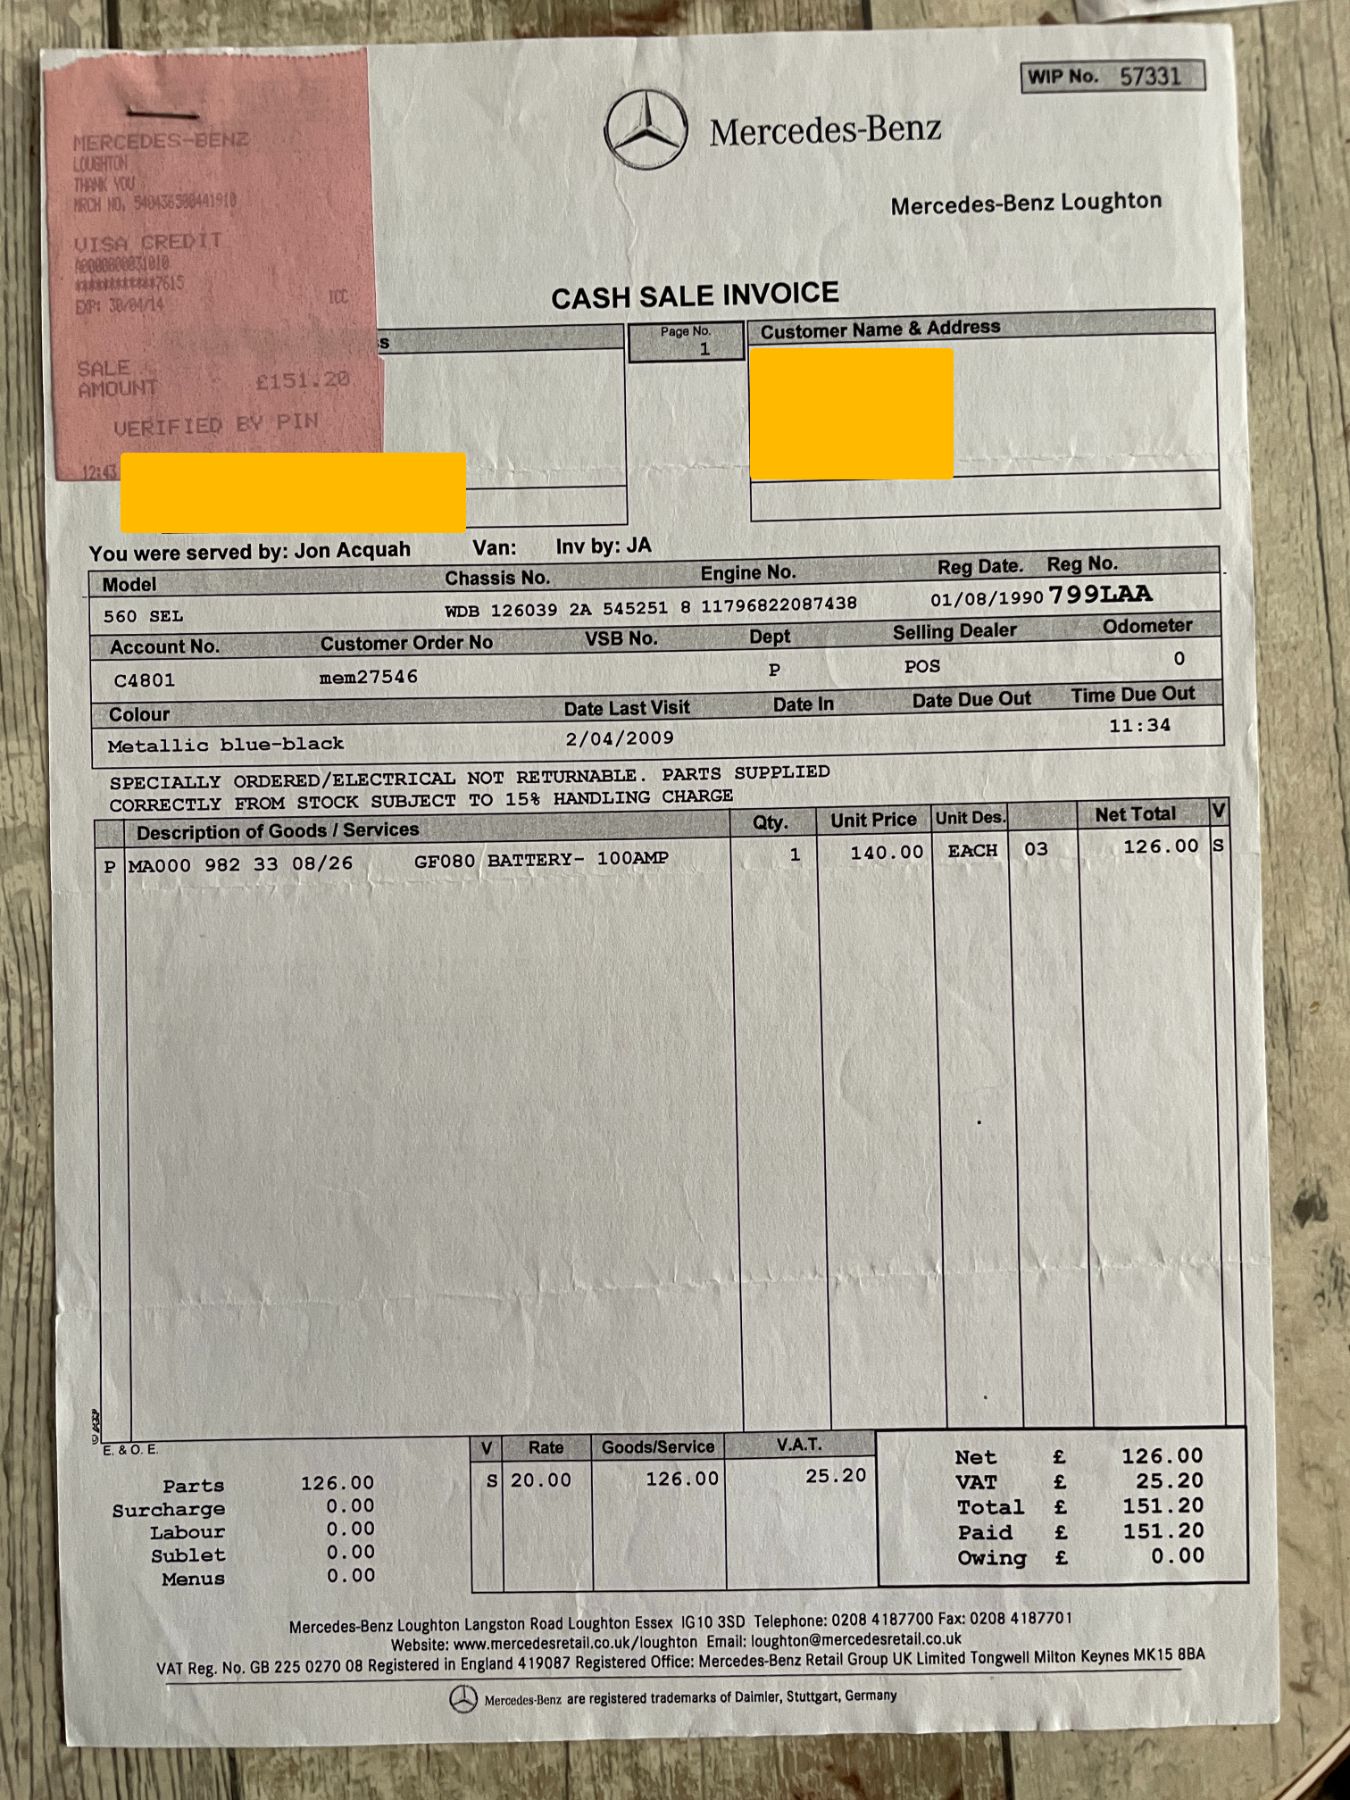 MERCEDES-BENZ
LOUGHTON
THANK YOU
MRCH NO. 540436500441910
VISA CREDIT
A0000000031010
************7615
EXP: 30/04/14 ICC
SALE
AMOUNT £151.20
VERIFIED BY PIN
12:43
WIP No. 57331
Mercedes-Benz
Mercedes-Benz Loughton
CASH SALE INVOICE
s
Page No.
1
Customer Name & Address
You were served by: Jon Acquah Van: Inv by: JA
Model Chassis No. Engine No. Reg Date. Reg No.
560 SEL WDB 126039 2A 545251 8 11796822087438 01/08/1990 799LAA
Account No. Customer Order No VSB No. Dept Selling Dealer Odometer
C4801 mem27546 P POS 0
Colour Date Last Visit Date In Date Due Out Time Due Out
Metallic blue-black 2/04/2009 11:34
SPECIALLY ORDERED/ELECTRICAL NOT RETURNABLE. PARTS SUPPLIED
CORRECTLY FROM STOCK SUBJECT TO 15% HANDLING CHARGE
Description of Goods / Services Qty. Unit Price Unit Des. Net Total V
P MA000 982 33 08/26 GF080 BATTERY- 100AMP 1 140.00 EACH 03 126.00 S
E. & O. E.
Parts 126.00
Surcharge 0.00
Labour 0.00
Sublet 0.00
Menus 0.00
V Rate Goods/Service V.A.T.
S 20.00 126.00 25.20
Net £ 126.00
VAT £ 25.20
Total £ 151.20
Paid £ 151.20
Owing £ 0.00
Mercedes-Benz Loughton Langston Road Loughton Essex IG10 3SD Telephone: 0208 4187700 Fax: 0208 4187701
Website: www.mercedesretail.co.uk/loughton Email: loughton@mercedesretail.co.uk
VAT Reg. No. GB 225 0270 08 Registered in England 419087 Registered Office: Mercedes-Benz Retail Group UK Limited Tongwell Milton Keynes MK15 8BA
Mercedes-Benz are registered trademarks of Daimler, Stuttgart, Germany